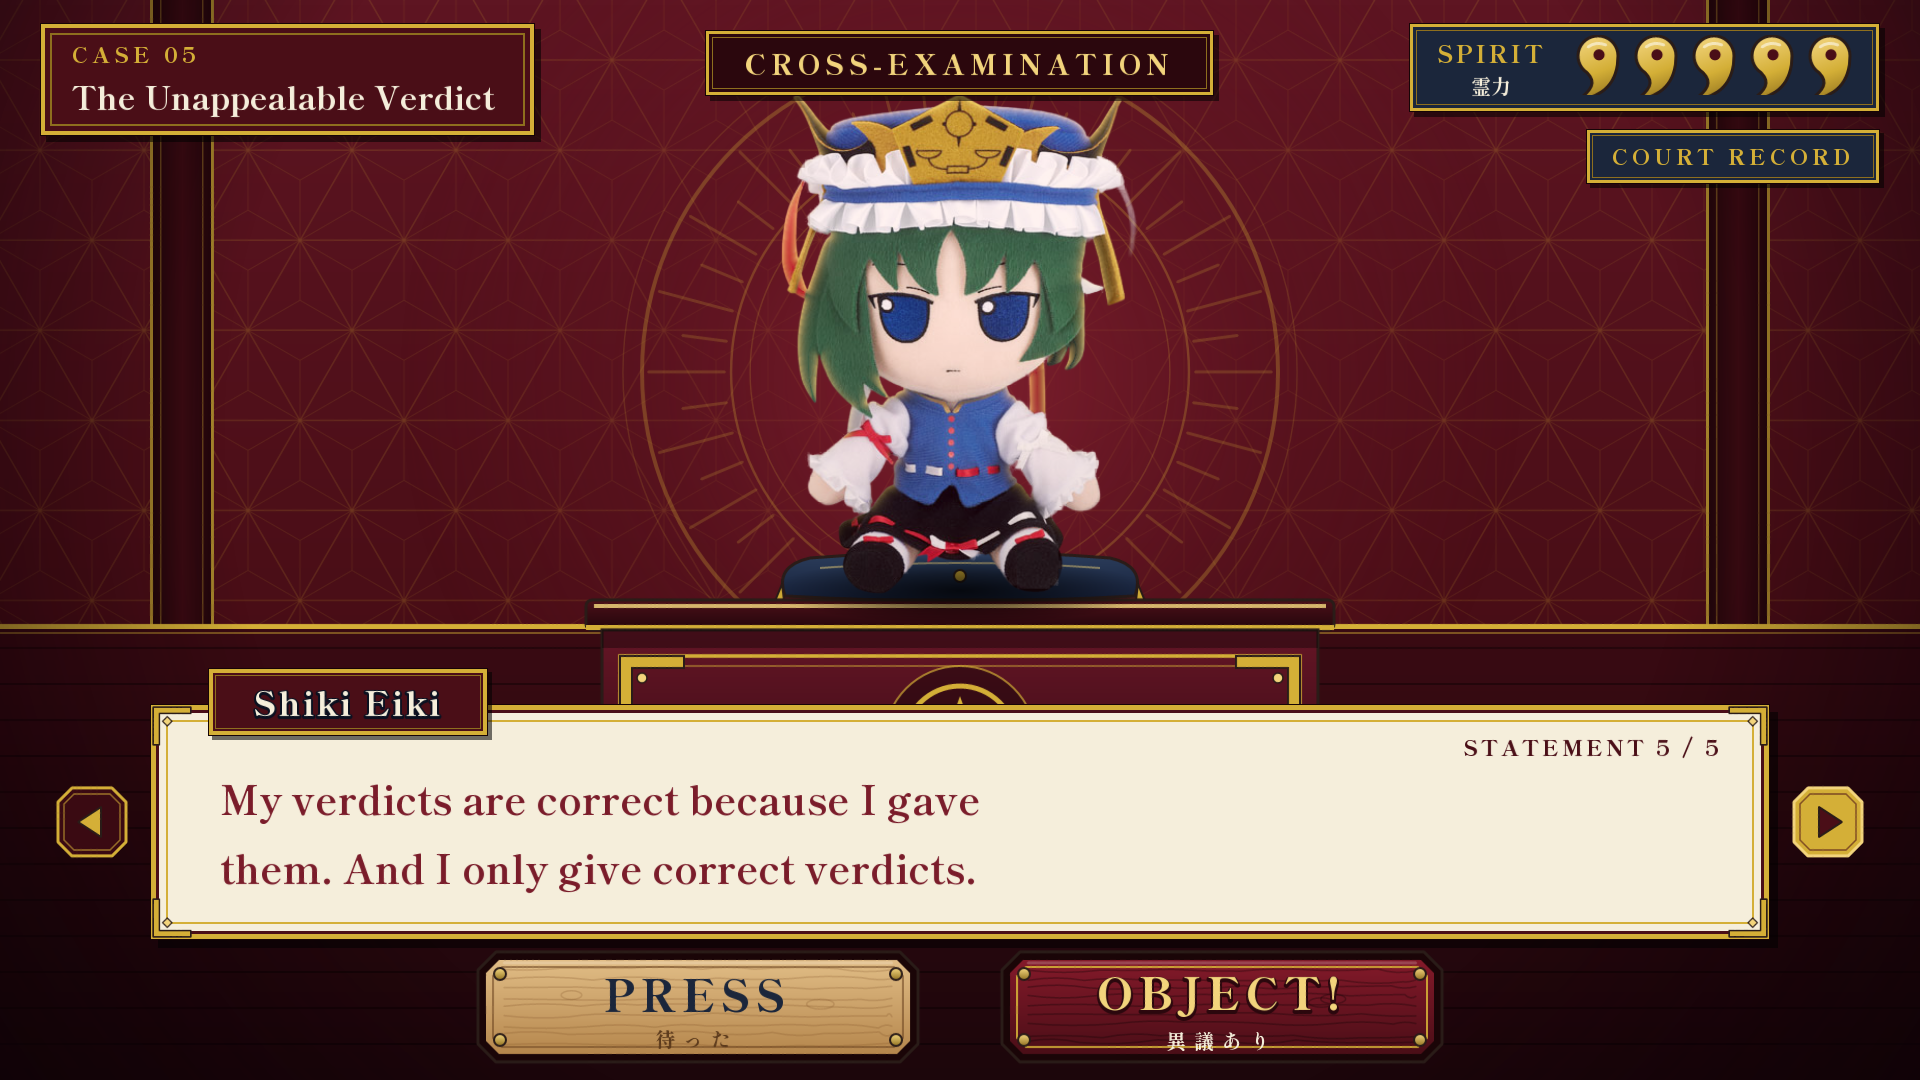 CASE 05
The Unappealable Verdict
CROSS-EXAMINATION
SPIRIT
霊力
COURT RECORD
Shiki Eiki
STATEMENT 5 / 5
My verdicts are correct because I gave
them. And I only give correct verdicts.
PRESS
待った
OBJECT!
異議あり